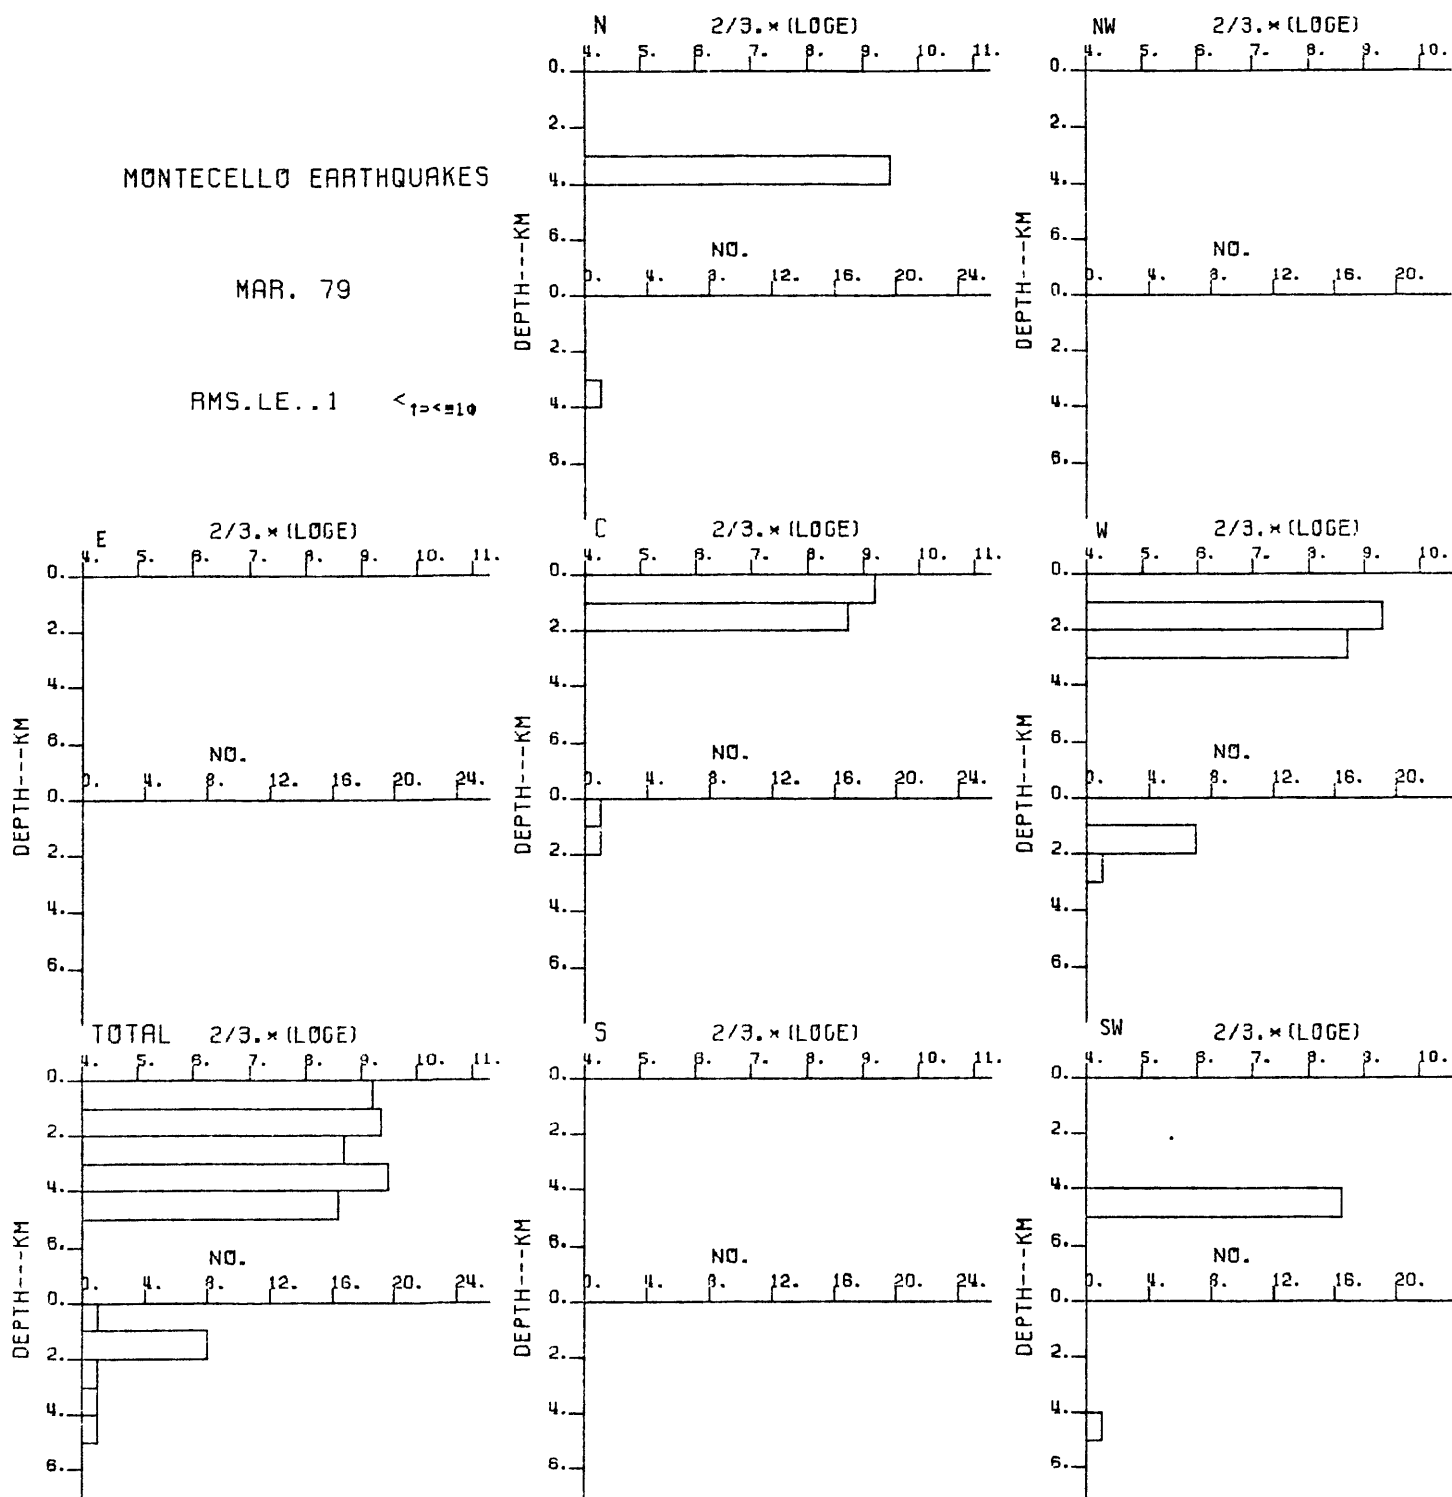 N 2/3.*(LOGE)
4. 5. 6. 7. 8. 9. 10. 11.
0.
2.
4.
6.
DEPTH---KM
NO.
0. 4. 8. 12. 16. 20. 24.
0.
2.
4.
6.
NW 2/3.*(LOGE)
4. 5. 6. 7. 8. 9. 10.
0.
2.
4.
6.
DEPTH---KM
NO.
0. 4. 8. 12. 16. 20.
0.
2.
4.
6.
MONTECELLO EARTHQUAKES
MAR. 79
RMS.LE..1
E 2/3.*(LOGE)
4. 5. 6. 7. 8. 9. 10. 11.
0.
2.
4.
6.
DEPTH---KM
NO.
0. 4. 8. 12. 16. 20. 24.
0.
2.
4.
6.
C 2/3.*(LOGE)
4. 5. 6. 7. 8. 9. 10. 11.
0.
2.
4.
6.
DEPTH---KM
NO.
0. 4. 8. 12. 16. 20. 24.
0.
2.
4.
6.
W 2/3.*(LOGE)
4. 5. 6. 7. 8. 9. 10.
0.
2.
4.
6.
DEPTH---KM
NO.
0. 4. 8. 12. 16. 20.
0.
2.
4.
6.
TOTAL 2/3.*(LOGE)
4. 5. 6. 7. 8. 9. 10. 11.
0.
2.
4.
6.
DEPTH---KM
NO.
0. 4. 8. 12. 16. 20. 24.
0.
2.
4.
6.
S 2/3.*(LOGE)
4. 5. 6. 7. 8. 9. 10. 11.
0.
2.
4.
6.
DEPTH---KM
NO.
0. 4. 8. 12. 16. 20. 24.
0.
2.
4.
6.
SW 2/3.*(LOGE)
4. 5. 6. 7. 8. 9. 10.
0.
2.
4.
6.
DEPTH---KM
NO.
0. 4. 8. 12. 16. 20.
0.
2.
4.
6.